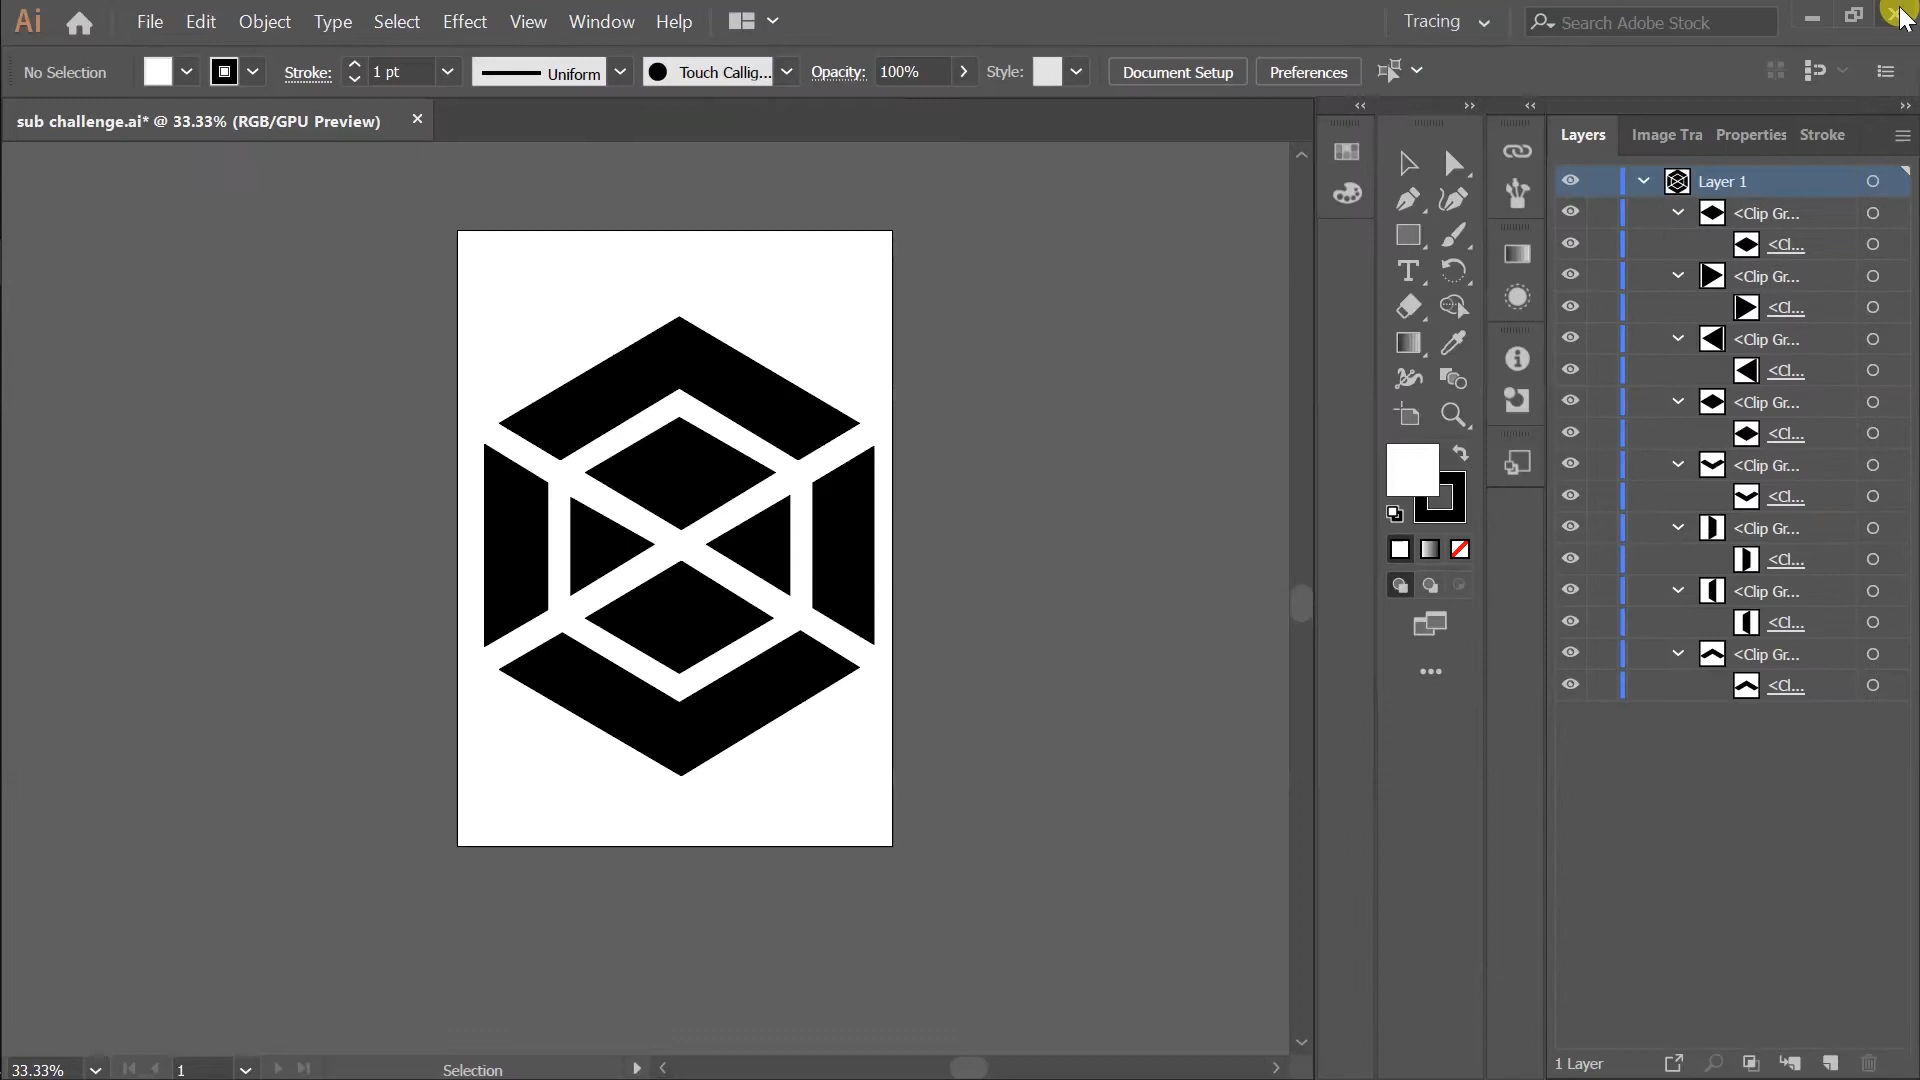 Ai File Edit Object Type Select Effect View Window Help Tracing Search Adobe Stock
No Selection Stroke: 1 pt Uniform Touch Callig... Opacity: 100% Style: Document Setup Preferences
sub challenge.ai* @ 33.33% (RGB/GPU Preview)
Layers Image Tra Properties Stroke
Layer 1
<Clip Gr...
<Cl...
<Clip Gr...
<Cl...
<Clip Gr...
<Cl...
<Clip Gr...
<Cl...
<Clip Gr...
<Cl...
<Clip Gr...
<Cl...
<Clip Gr...
<Cl...
<Clip Gr...
<Cl...
1 Layer
33.33% 1 Selection